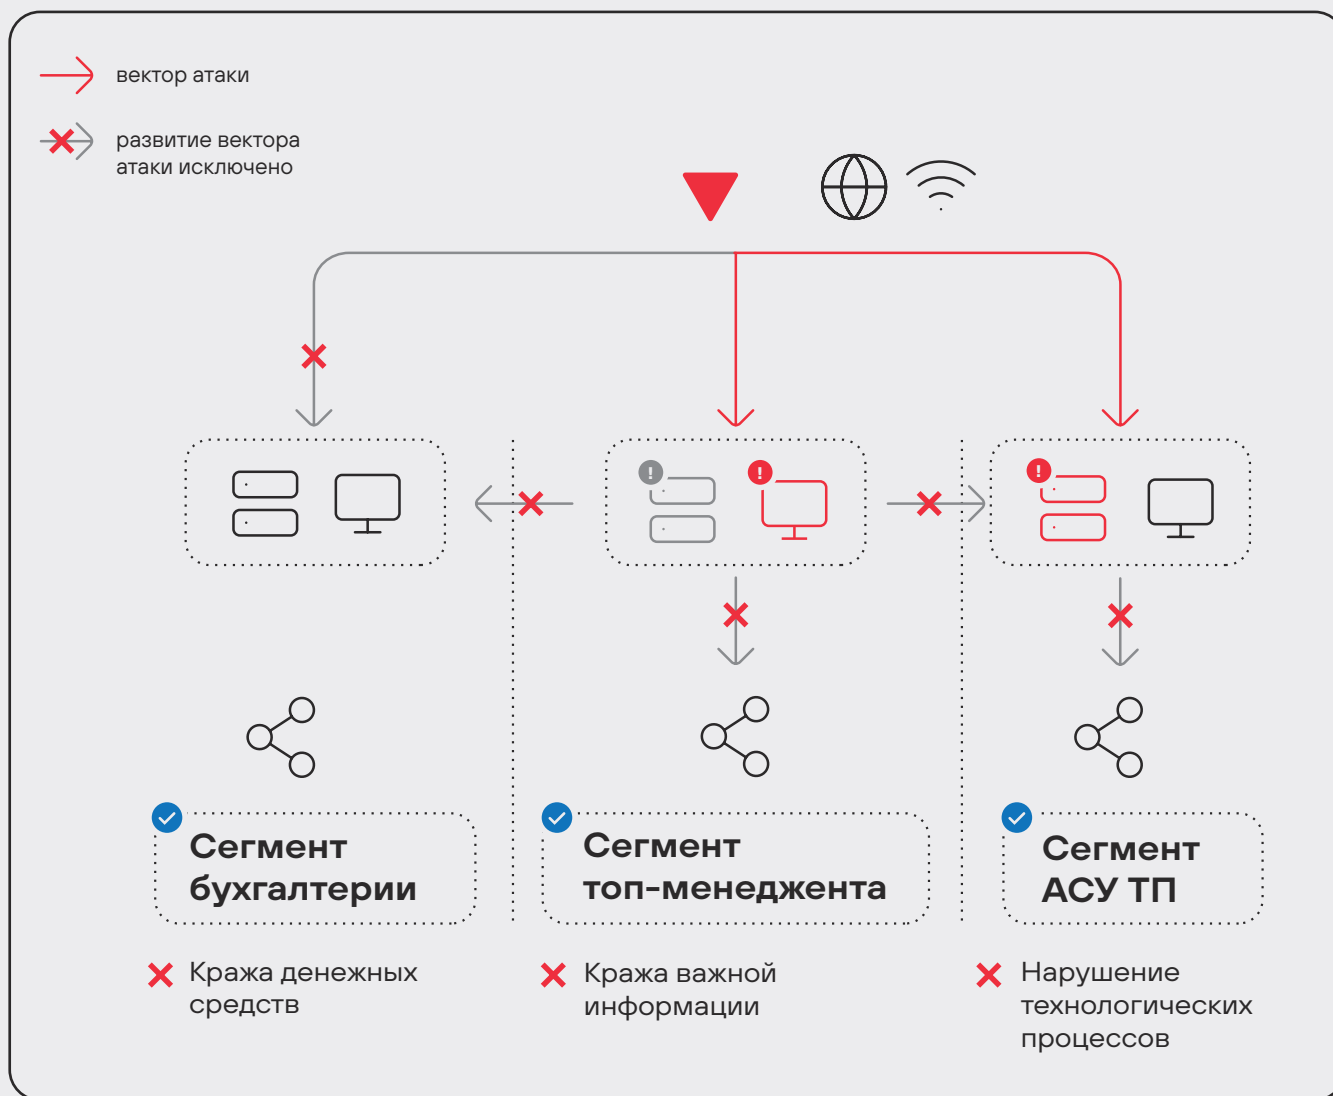 вектор атаки
развитие вектора
атаки исключено
Сегмент
бухгалтерии
Сегмент
топ-менеджента
Сегмент
АСУ ТП
Кража денежных
средств
Кража важной
информации
Нарушение
технологических
процессов